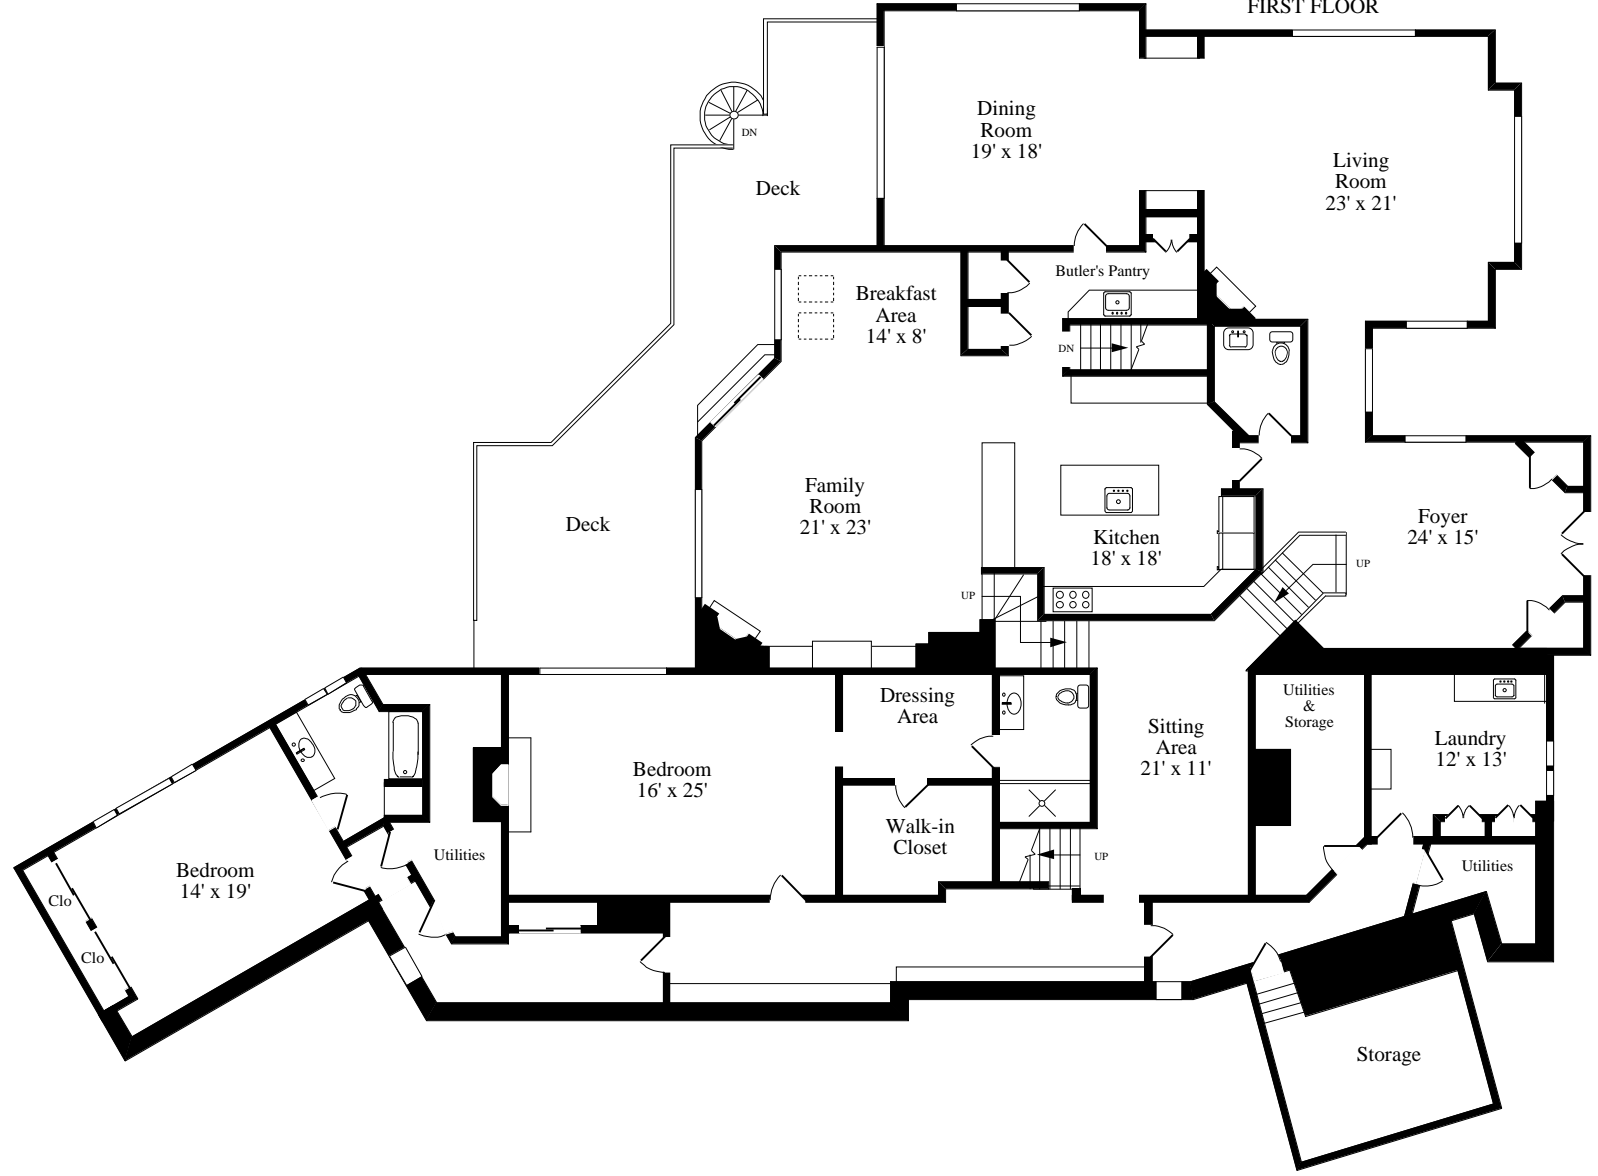 FIRST FLOOR
Dining
Room
19' x 18'
DN
Living
Room
23' x 21'
Deck
Butler's Pantry
Breakfast
Area
14' x 8'
DN
Family
Room
21' x 23'
Deck
Kitchen
18' x 18'
Foyer
24' x 15'
UP
UP
Dressing
Area
Utilities
&
Storage
Sitting
Area
21' x 11'
Laundry
12' x 13'
Bedroom
16' x 25'
Walk-in
Closet
UP
Utilities
Utilities
Bedroom
14' x 19'
Clo
Clo
Storage